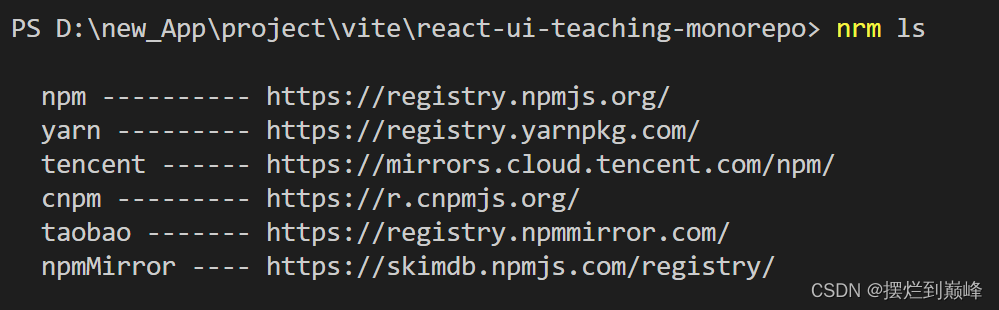 PS D:\new_App\project\vite\react-ui-teaching-monorepo> nrm ls
npm ---------- https://registry.npmjs.org/
yarn --------- https://registry.yarnpkg.com/
tencent ------ https://mirrors.cloud.tencent.com/npm/
cnpm --------- https://r.cnpmjs.org/
taobao ------- https://registry.npmmirror.com/
npmMirror ---- https://skimdb.npmjs.com/registry/
CSDN @摆烂到巅峰